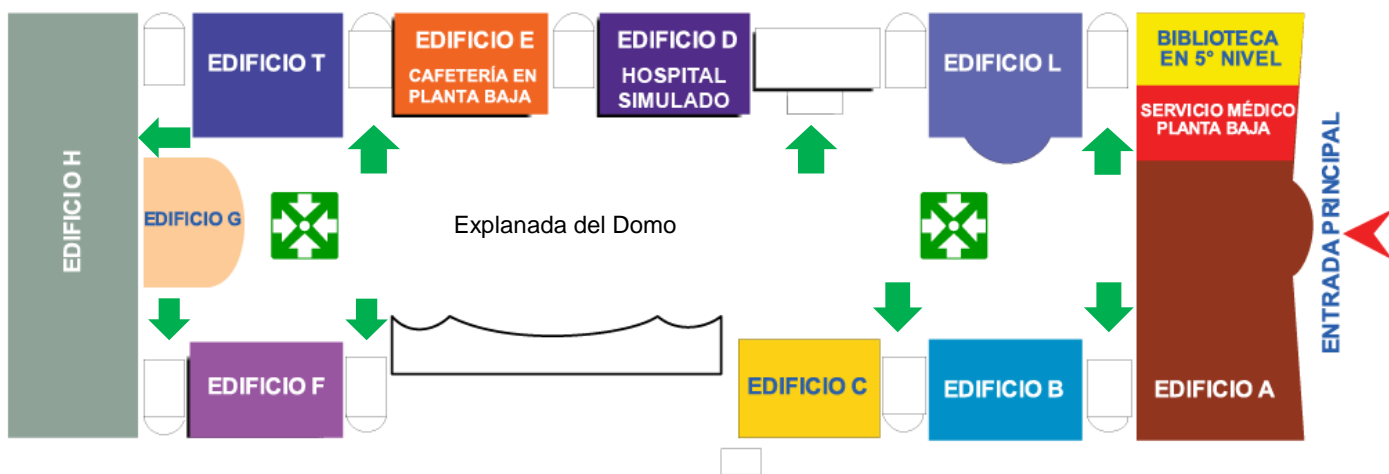 EDIFICIO H
EDIFICIO T
EDIFICIO E
CAFETERÍA EN
PLANTA BAJA
EDIFICIO D
HOSPITAL
SIMULADO
EDIFICIO L
BIBLIOTECA
EN 5° NIVEL
SERVICIO MÉDICO
PLANTA BAJA
EDIFICIO G
Explanada del Domo
ENTRADA PRINCIPAL
EDIFICIO F
EDIFICIO C
EDIFICIO B
EDIFICIO A